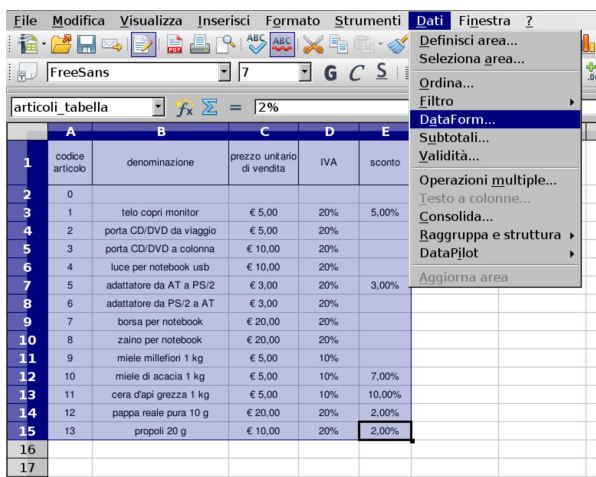 File Modifica Visualizza Inserisci Formato Strumenti Dati Finestra ?
Definisci area...
Seleziona area...
Ordina...
Filtro
DataForm...
Subtotali...
Validità...
Operazioni multiple...
Testo a colonne...
Consolida...
Raggruppa e struttura
DataPilot
Aggiorna area
ABC ABC
FreeSans 7 G C S
articoli_tabella = 2%
A B C D E
1 codice articolo denominazione prezzo unitario di vendita IVA sconto
2 0
3 1 telo copri monitor € 5,00 20% 5,00%
4 2 porta CD/DVD da viaggio € 5,00 20%
5 3 porta CD/DVD a colonna € 10,00 20%
6 4 luce per notebook usb € 10,00 20%
7 5 adattatore da AT a PS/2 € 3,00 20% 3,00%
8 6 adattatore da PS/2 a AT € 3,00 20%
9 7 borsa per notebook € 20,00 20%
10 8 zaino per notebook € 20,00 20%
11 9 miele millefiori 1 kg € 5,00 10%
12 10 miele di acacia 1 kg € 5,00 10% 7,00%
13 11 cera d'api grezza 1 kg € 5,00 10% 10,00%
14 12 pappa reale pura 10 g € 20,00 20% 2,00%
15 13 propoli 20 g € 10,00 20% 2,00%
16
17